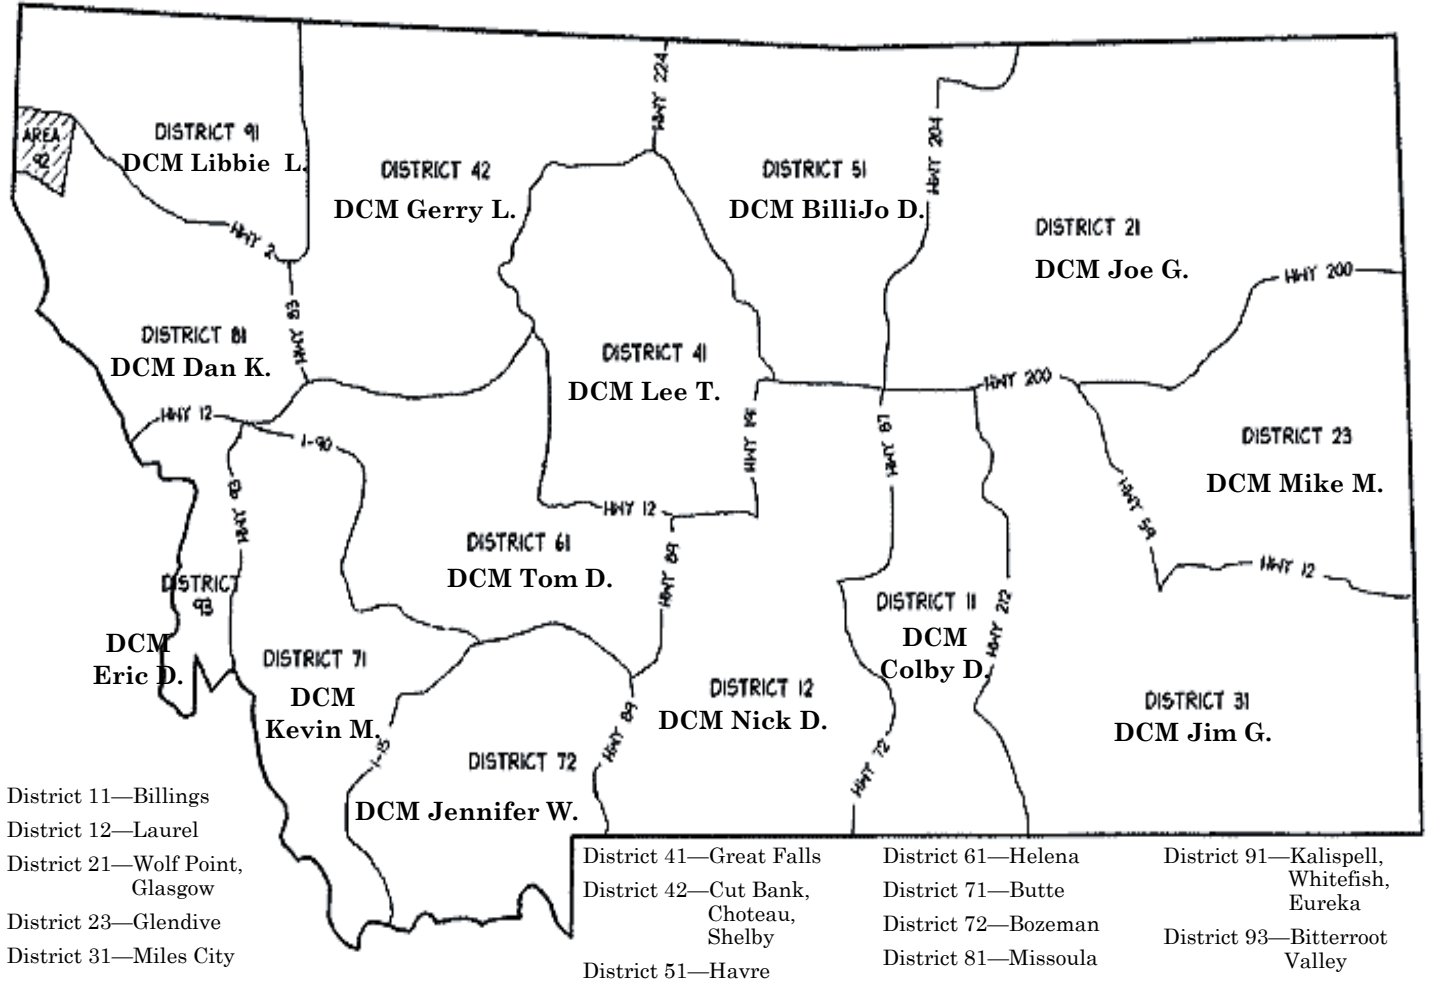 HWY 224
AREA
92
DISTRICT 91
DCM Libbie L.
DISTRICT 42
DCM Gerry L.
DISTRICT 51
DCM BilliJo D.
HWY 204
DISTRICT 21
DCM Joe G.
HWY 2
HWY 200
HWY 83
DISTRICT 81
DCM Dan K.
DISTRICT 41
DCM Lee T.
HWY 200
HWY 12
I-90
HWY 191
HWY 87
DISTRICT 23
DCM Mike M.
HWY 93
HWY 12
HWY 59
DISTRICT 61
DCM Tom D.
HWY 89
HWY 12
DISTRICT
93
DCM
Eric D.
DISTRICT 11
DCM
Colby D.
HWY 212
DISTRICT 71
DCM
Kevin M.
DISTRICT 12
DCM Nick D.
DISTRICT 31
DCM Jim G.
I-15
HWY 89
HWY 72
DISTRICT 72
DCM Jennifer W.
District 11—Billings
District 12—Laurel
District 21—Wolf Point,
Glasgow
District 23—Glendive
District 31—Miles City
District 41—Great Falls
District 42—Cut Bank,
Choteau,
Shelby
District 51—Havre
District 61—Helena
District 71—Butte
District 72—Bozeman
District 81—Missoula
District 91—Kalispell,
Whitefish,
Eureka
District 93—Bitterroot
Valley